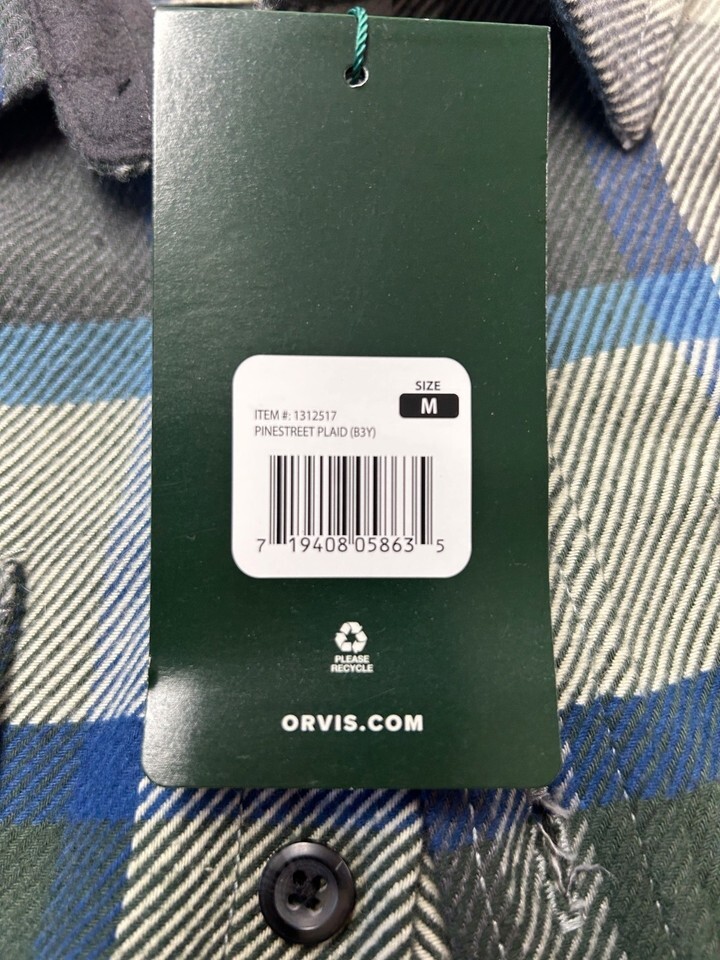 SIZE
M
ITEM #: 1312517
PINESTREET PLAID (B3Y)
7 19408 05863 5
PLEASE
RECYCLE
ORVIS.COM